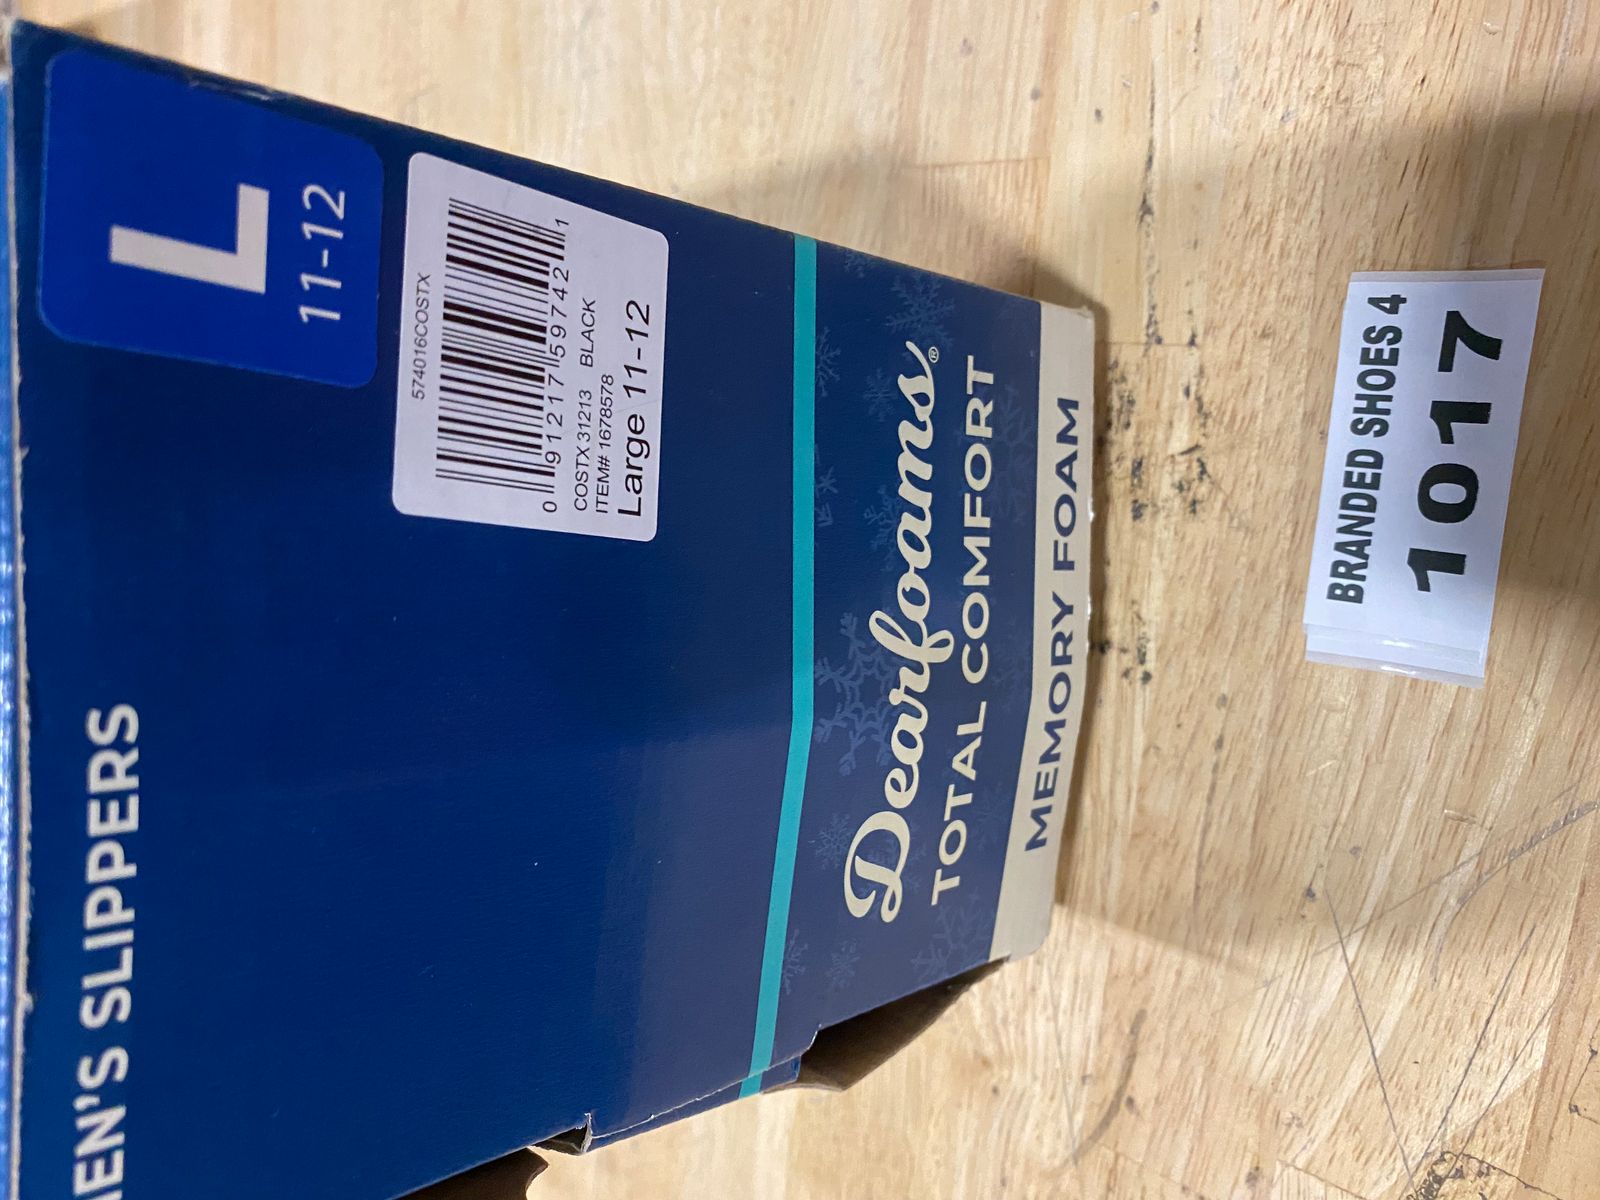 MEN'S SLIPPERS
L
11-12
574016COSTX
0 91217 59742 1
COSTX 31213 BLACK
ITEM# 1678578
Large 11-12
Dearfoams®
TOTAL COMFORT
MEMORY FOAM
BRANDED SHOES 4
1017